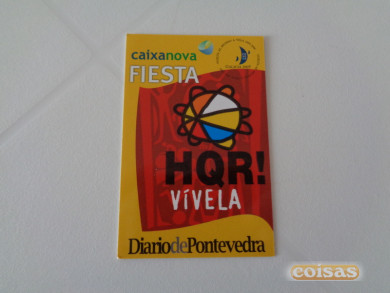 caixanova
FIESTA
HQR!
VíVELA
DiariodePontevedra
coisas